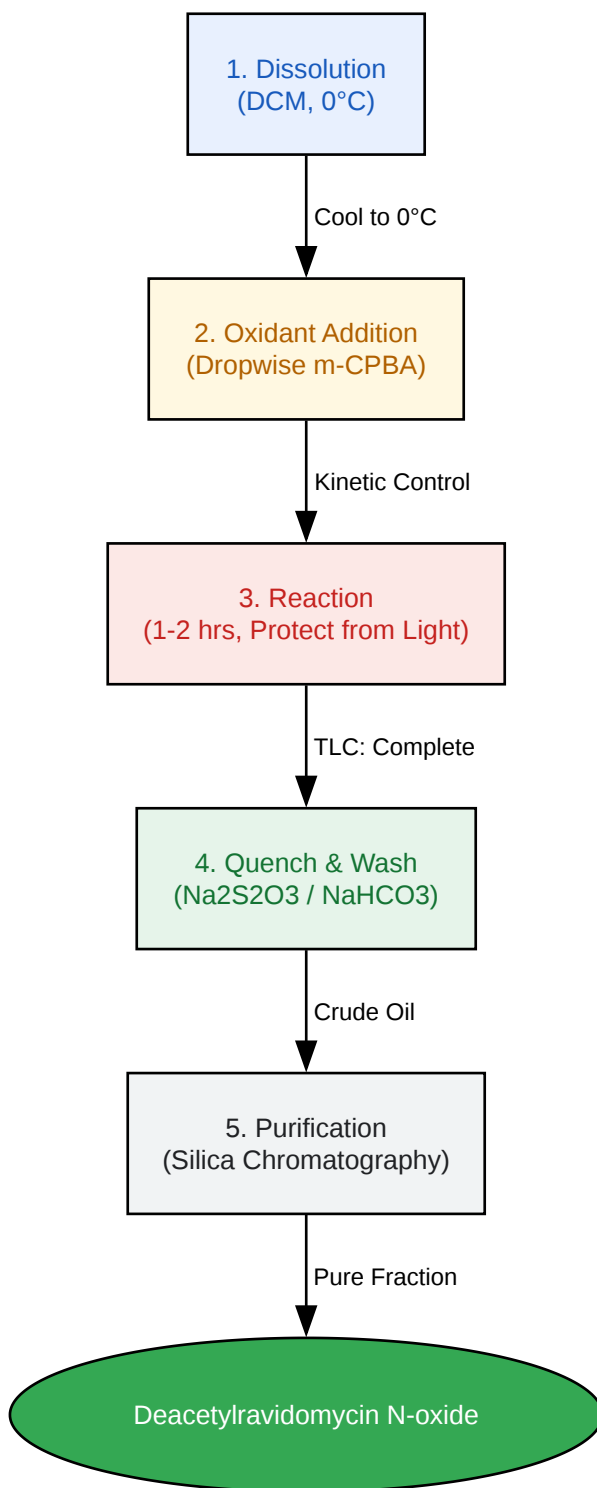 1. Dissolution
(DCM, 0°C)
Cool to 0°C
2. Oxidant Addition
(Dropwise m-CPBA)
Kinetic Control
3. Reaction
(1-2 hrs, Protect from Light)
TLC: Complete
4. Quench & Wash
(Na2S2O3 / NaHCO3)
Crude Oil
5. Purification
(Silica Chromatography)
Pure Fraction
Deacetylravidomycin N-oxide